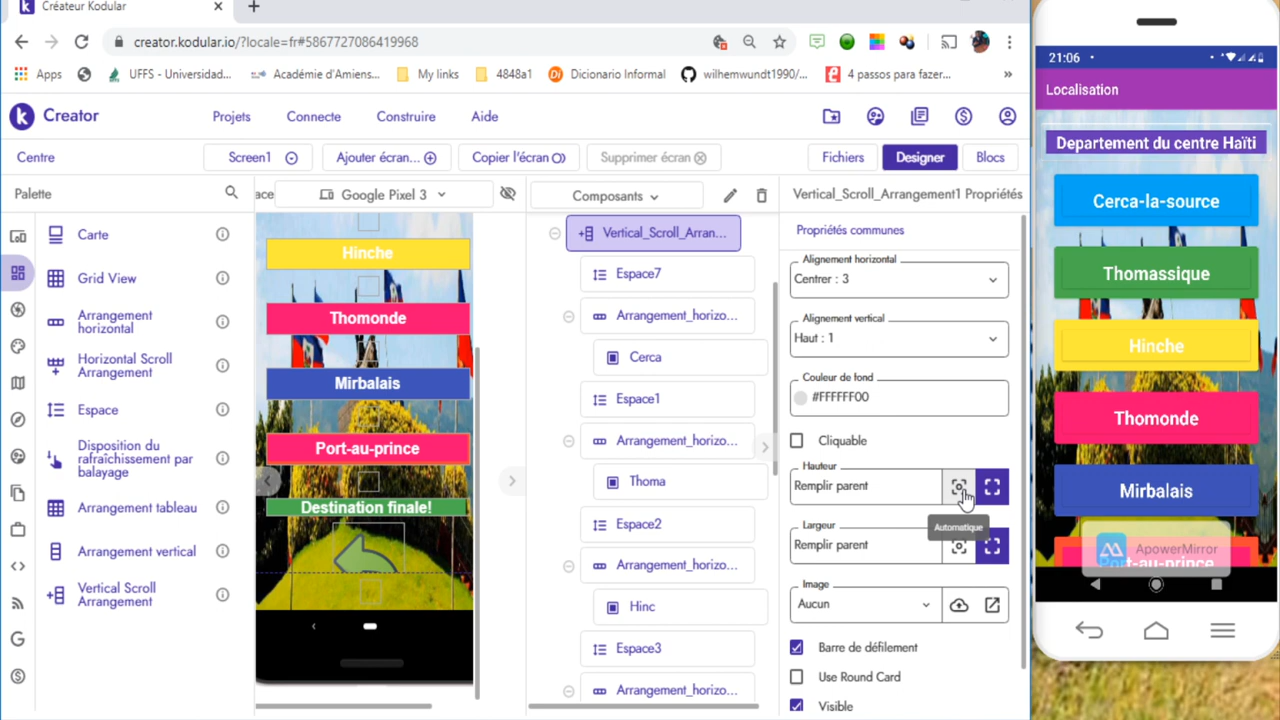 Créateur Kodular
creator.kodular.io/?locale=fr#5867727086419968
Apps
UFFS - Universidad...
Académie d'Amiens...
My links
4848a1
Dicionario Informal
wilhemwundt1990/...
4 passos para fazer...
»
Creator
Projets
Connecte
Construire
Aide
Centre
Screen1
Ajouter écran...
Copier l'écran
Supprimer écran
Fichiers
Designer
Blocs
Palette
Carte
Grid View
Arrangement
horizontal
Horizontal Scroll
Arrangement
Espace
Disposition du
rafraîchissement par
balayage
Arrangement tableau
Arrangement vertical
Vertical Scroll
Arrangement
ace
Google Pixel 3
Hinche
Thomonde
Mirbalais
Port-au-prince
Destination finale!
Composants
Vertical_Scroll_Arran...
Espace7
Arrangement_horizo...
Cerca
Espace1
Arrangement_horizo...
Thoma
Espace2
Arrangement_horizo...
Hinc
Espace3
Arrangement_horizo...
Vertical_Scroll_Arrangement1 Propriétés
Propriétés communes
Alignement horizontal
Centrer : 3
Alignement vertical
Haut : 1
Couleur de fond
#FFFFFF00
Cliquable
Hauteur
Remplir parent
Automatique
Largeur
Remplir parent
Image
Aucun
Barre de défilement
Use Round Card
Visible
21:06
Localisation
Departement du centre Haïti
Cerca-la-source
Thomassique
Hinche
Thomonde
Mirbalais
ApowerMirror
Port-au-prince